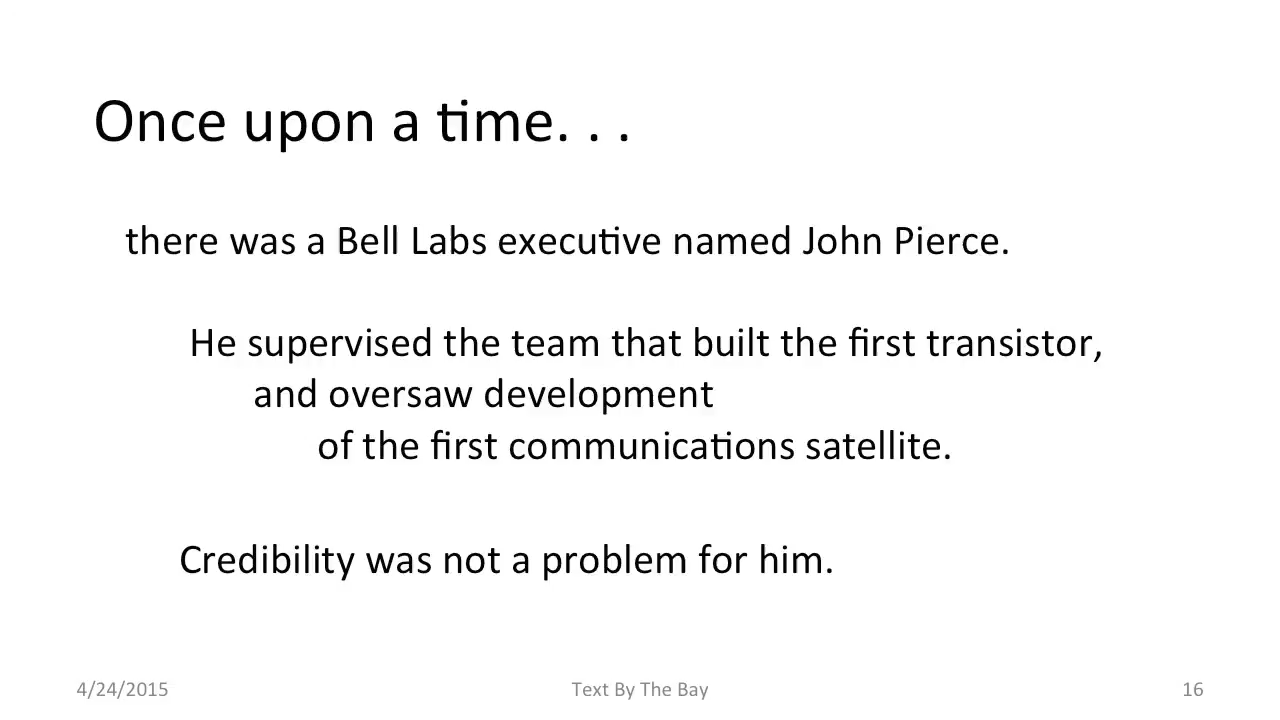 Once upon a time. . .
there was a Bell Labs executive named John Pierce.
He supervised the team that built the first transistor,
and oversaw development
of the first communications satellite.
Credibility was not a problem for him.
4/24/2015
Text By The Bay
16